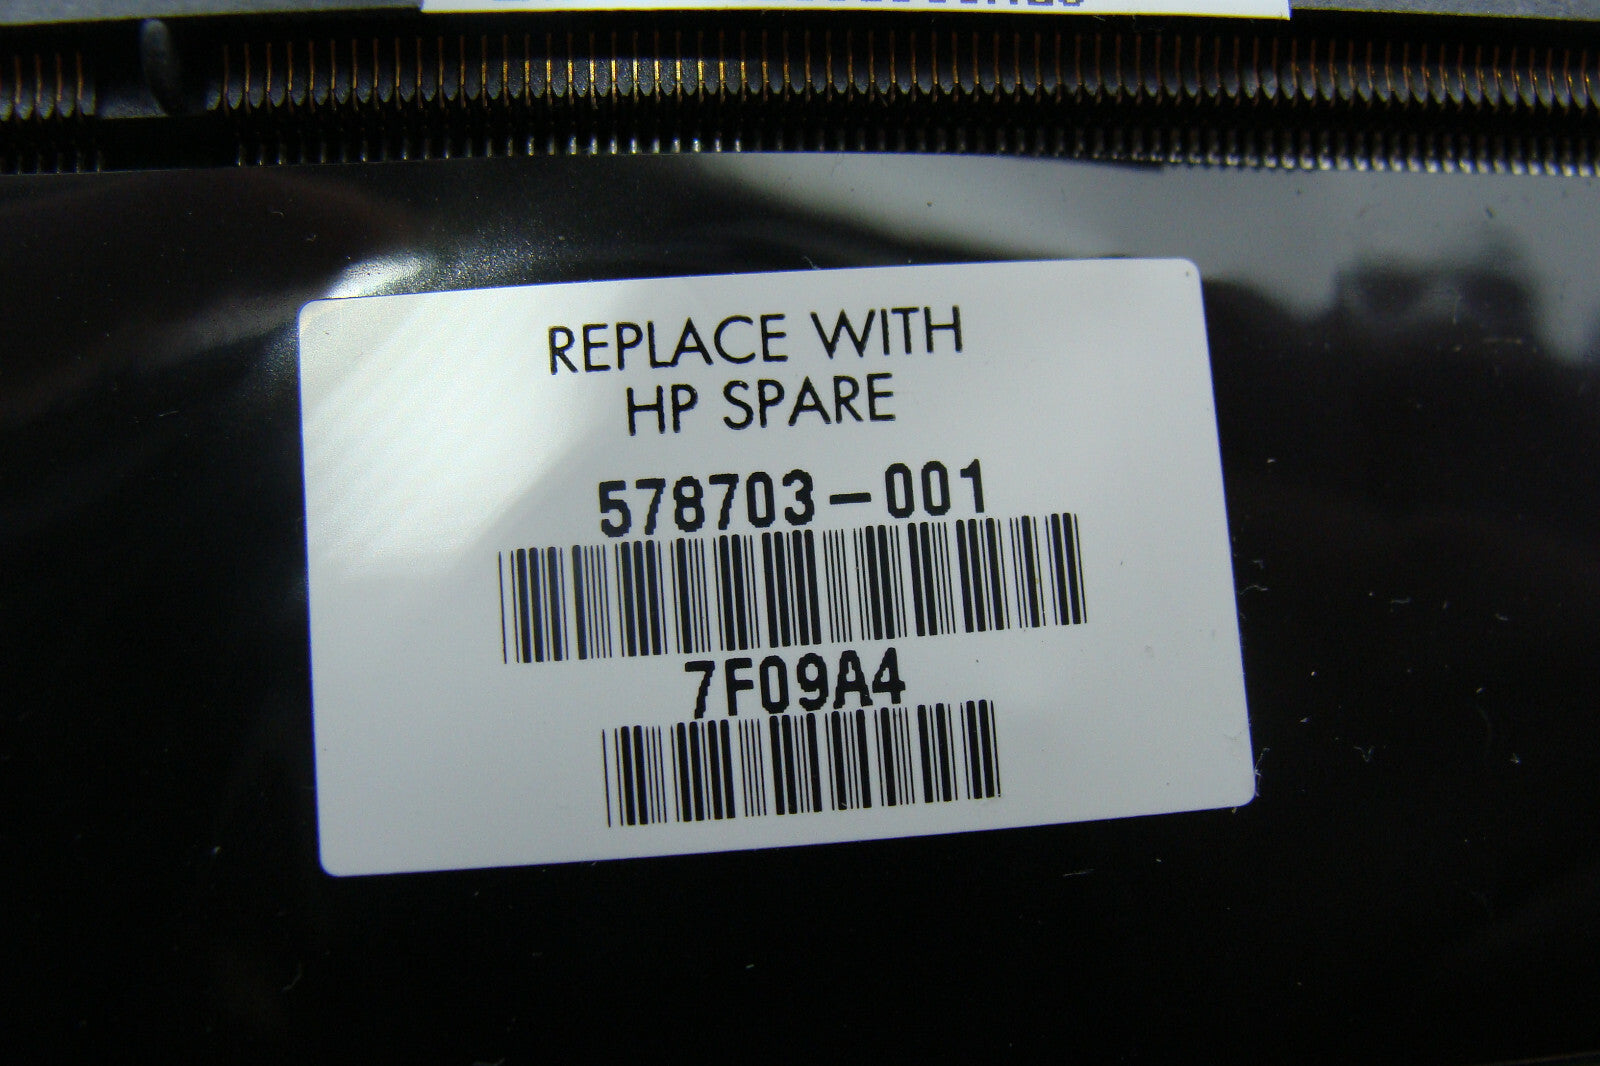 REPLACE WITH
HP SPARE
578703-001
7F09A4